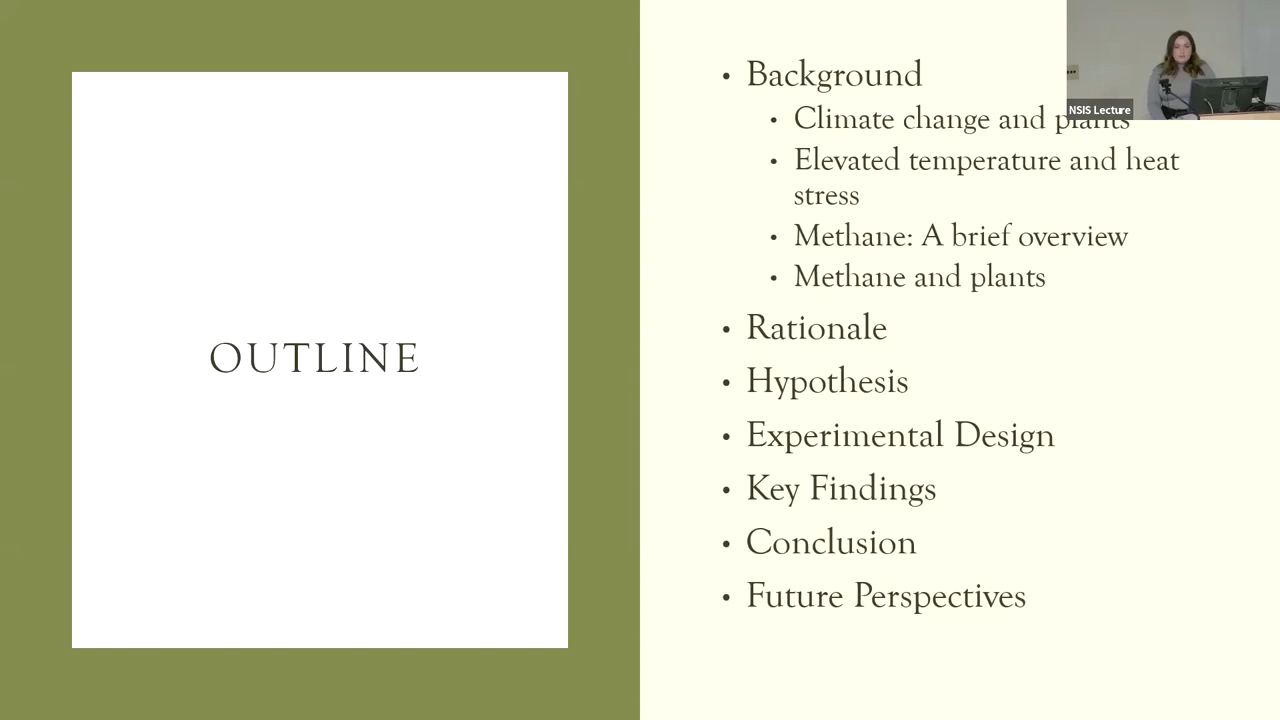 OUTLINE
• Background
• Climate change and plants
• Elevated temperature and heat
stress
• Methane: A brief overview
• Methane and plants
• Rationale
• Hypothesis
• Experimental Design
• Key Findings
• Conclusion
• Future Perspectives
NSIS Lecture